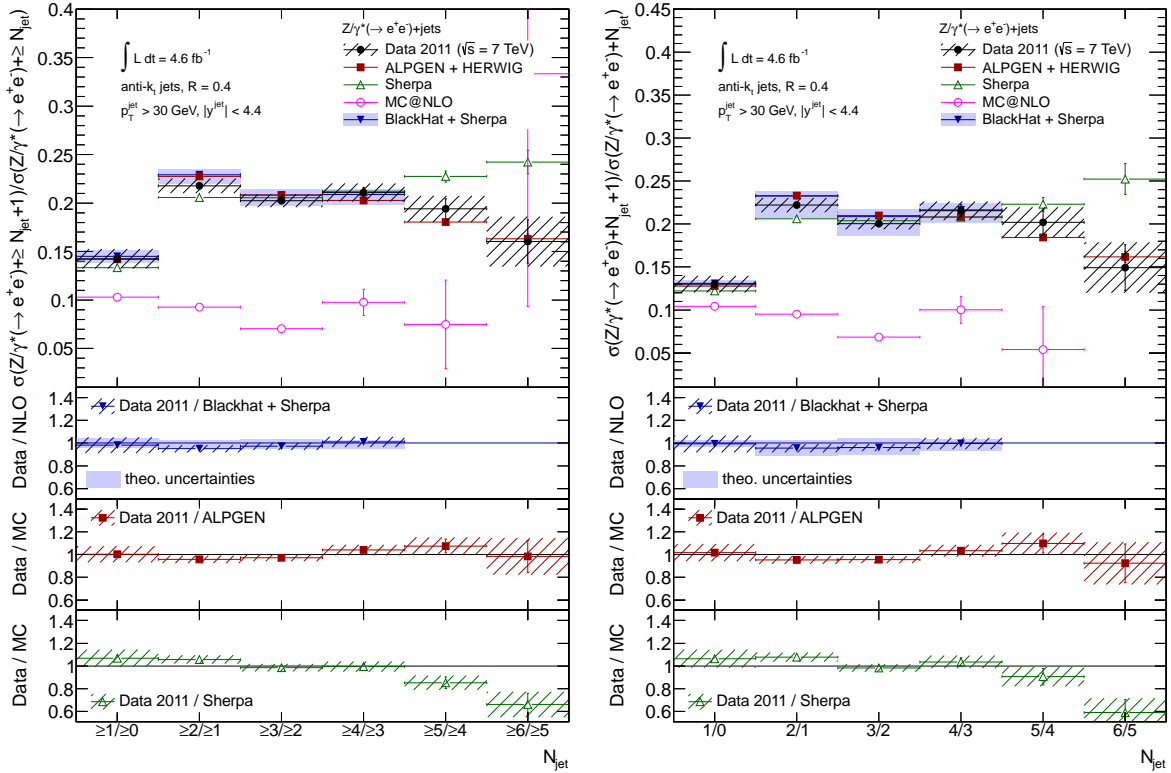 σ(Z/γ*(→ e⁺e⁻)+≥ N_jet+1)/σ(Z/γ*(→ e⁺e⁻)+≥ N_jet)
0.4
0.35
0.3
0.25
0.2
0.15
0.1
0.05
∫ L dt = 4.6 fb⁻¹
anti-k_t jets, R = 0.4
p_T^jet > 30 GeV, |y^jet| < 4.4
Z/γ*(→ e⁺e⁻)+jets
Data 2011 (√s = 7 TeV)
ALPGEN + HERWIG
Sherpa
MC@NLO
BlackHat + Sherpa
Data / NLO
1.4
1.2
1
0.8
0.6
Data 2011 / Blackhat + Sherpa
theo. uncertainties
Data / MC
1.4
1.2
1
0.8
0.6
Data 2011 / ALPGEN
Data / MC
1.4
1.2
1
0.8
0.6
Data 2011 / Sherpa
≥1/≥0 ≥2/≥1 ≥3/≥2 ≥4/≥3 ≥5/≥4 ≥6/≥5
N_jet
σ(Z/γ*(→ e⁺e⁻)+N_jet+1)/σ(Z/γ*(→ e⁺e⁻)+N_jet)
0.45
0.4
0.35
0.3
0.25
0.2
0.15
0.1
0.05
∫ L dt = 4.6 fb⁻¹
anti-k_t jets, R = 0.4
p_T^jet > 30 GeV, |y^jet| < 4.4
Z/γ*(→ e⁺e⁻)+jets
Data 2011 (√s = 7 TeV)
ALPGEN + HERWIG
Sherpa
MC@NLO
BlackHat + Sherpa
Data / NLO
1.4
1.2
1
0.8
0.6
Data 2011 / Blackhat + Sherpa
theo. uncertainties
Data / MC
1.4
1.2
1
0.8
0.6
Data 2011 / ALPGEN
Data / MC
1.4
1.2
1
0.8
0.6
Data 2011 / Sherpa
1/0 2/1 3/2 4/3 5/4 6/5
N_jet